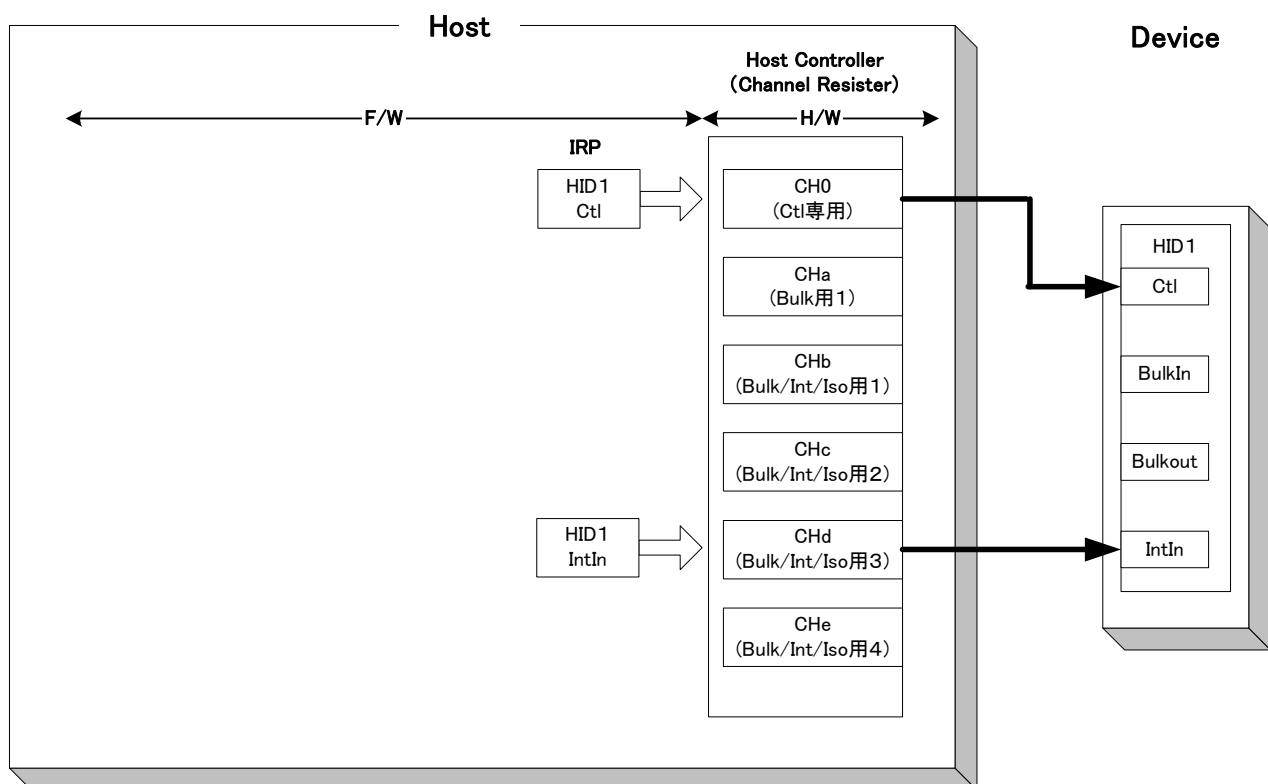 Host
Device
Host Controller
(Channel Resister)
F/W
H/W
IRP
HID1
Ctl
CH0
(Ctl専用)
CHa
(Bulk用1)
CHb
(Bulk/Int/Iso用1)
CHc
(Bulk/Int/Iso用2)
HID1
IntIn
CHd
(Bulk/Int/Iso用3)
CHe
(Bulk/Int/Iso用4)
HID1
Ctl
BulkIn
Bulkout
IntIn